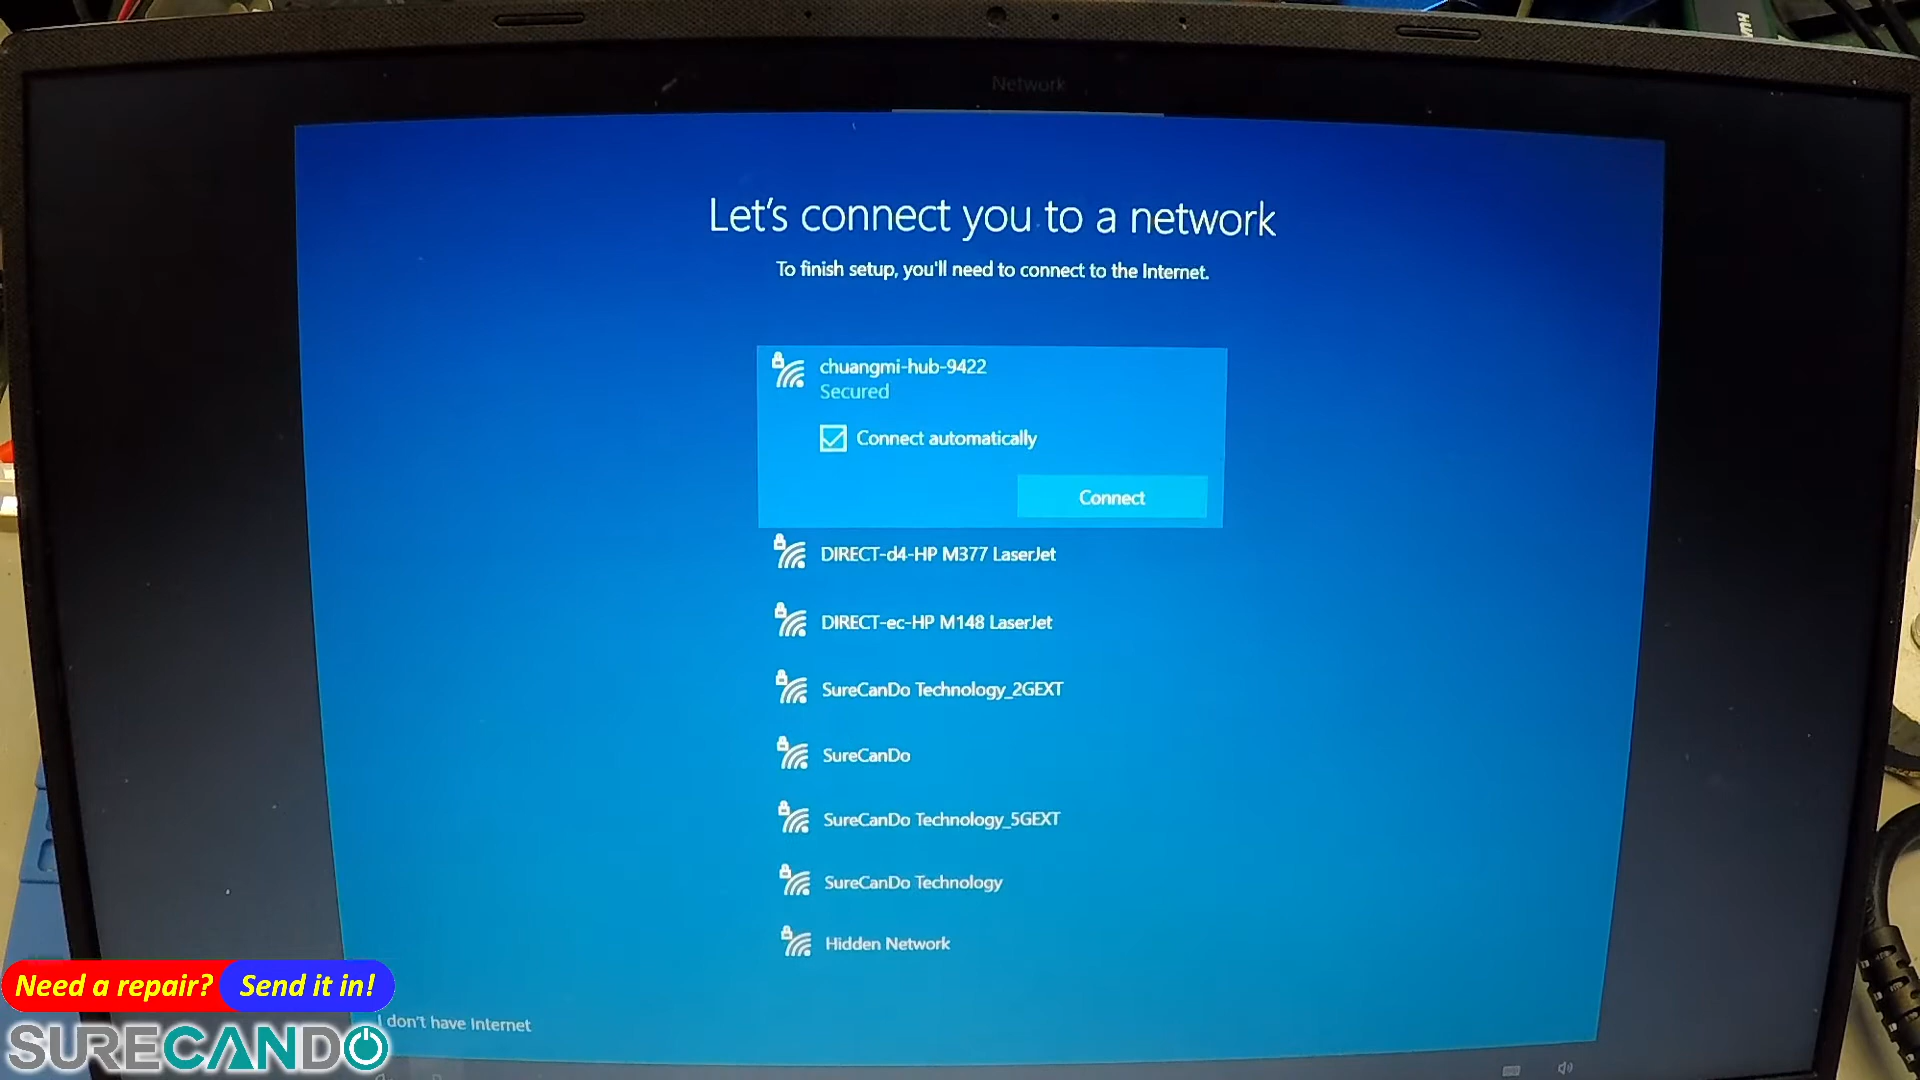 Network
Let's connect you to a network
To finish setup, you'll need to connect to the Internet.
chuangmi-hub-9422
Secured
Connect automatically
Connect
DIRECT-d4-HP M377 LaserJet
DIRECT-ec-HP M148 LaserJet
SureCanDo Technology_2GEXT
SureCanDo
SureCanDo Technology_5GEXT
SureCanDo Technology
Hidden Network
I don't have Internet
Need a repair? Send it in!
SURECANDO